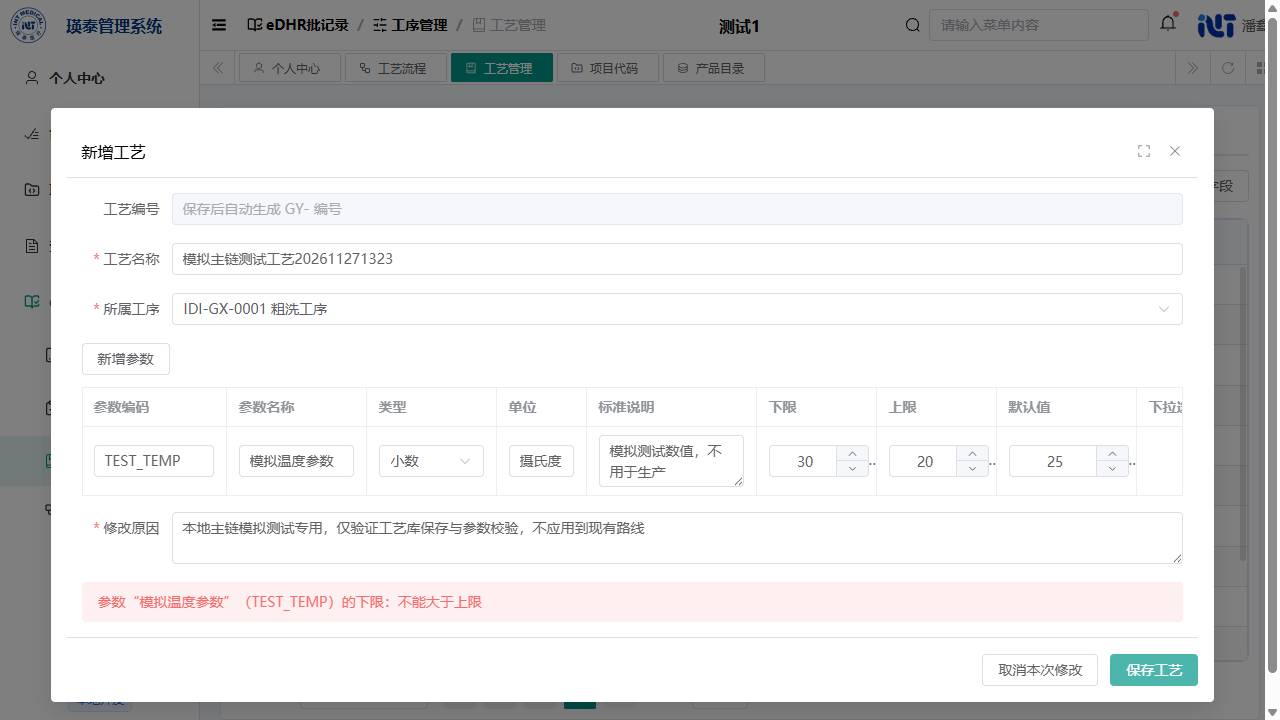 瑛泰管理系统
eDHR批记录 / 工序管理 / 工艺管理
测试1
请输入菜单内容
个人中心
个人中心
工艺流程
工艺管理
项目代码
产品目录
字段
新增工艺
工艺编号 保存后自动生成 GY- 编号
* 工艺名称 模拟主链测试工艺202611271323
* 所属工序 IDI-GX-0001 粗洗工序
新增参数
参数编码 参数名称 类型 单位 标准说明 下限 上限 默认值 下拉选
TEST_TEMP 模拟温度参数 小数 摄氏度 模拟测试数值，不 30 20 25
用于生产
* 修改原因 本地主链模拟测试专用，仅验证工艺库保存与参数校验，不应用到现有路线
参数“模拟温度参数”（TEST_TEMP）的下限：不能大于上限
取消本次修改 保存工艺